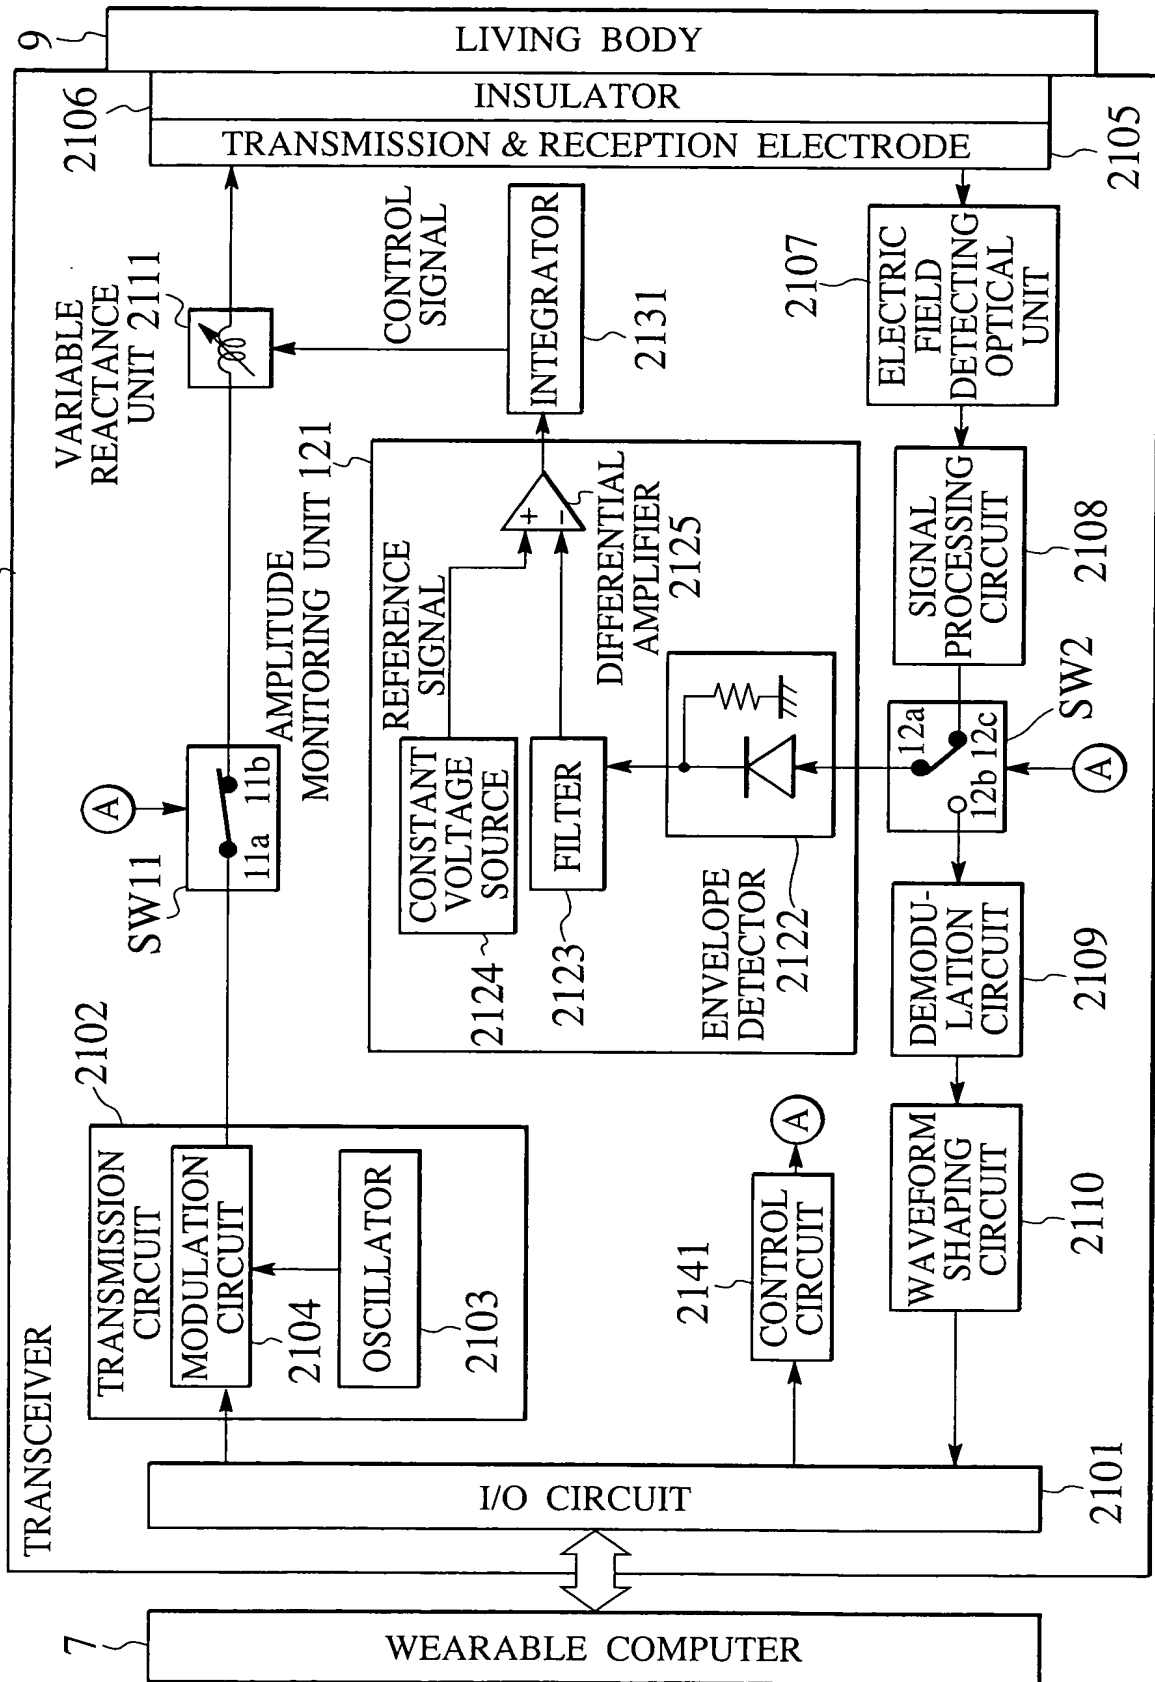 TRANSCEIVER
7
WEARABLE COMPUTER
I/O CIRCUIT
2101
2102
TRANSMISSION
CIRCUIT
MODULATION
CIRCUIT
2104
OSCILLATOR
2103
SW11
11a
11b
A
VARIABLE
REACTANCE
UNIT 2111
CONTROL
SIGNAL
INTEGRATOR
2131
AMPLITUDE
MONITORING UNIT 121
REFERENCE
SIGNAL
CONSTANT
VOLTAGE
SOURCE
2124
FILTER
2123
+
−
DIFFERENTIAL
AMPLIFIER
2125
ENVELOPE
DETECTOR
2122
2141
CONTROL
CIRCUIT
A
WAVEFORM
SHAPING
CIRCUIT
2110
DEMODU-
LATION
CIRCUIT
2109
12a
12b
12c
SW2
A
SIGNAL
PROCESSING
CIRCUIT
2108
2107
ELECTRIC
FIELD
DETECTING
OPTICAL
UNIT
TRANSMISSION & RECEPTION ELECTRODE
2105
INSULATOR
2106
LIVING BODY
9